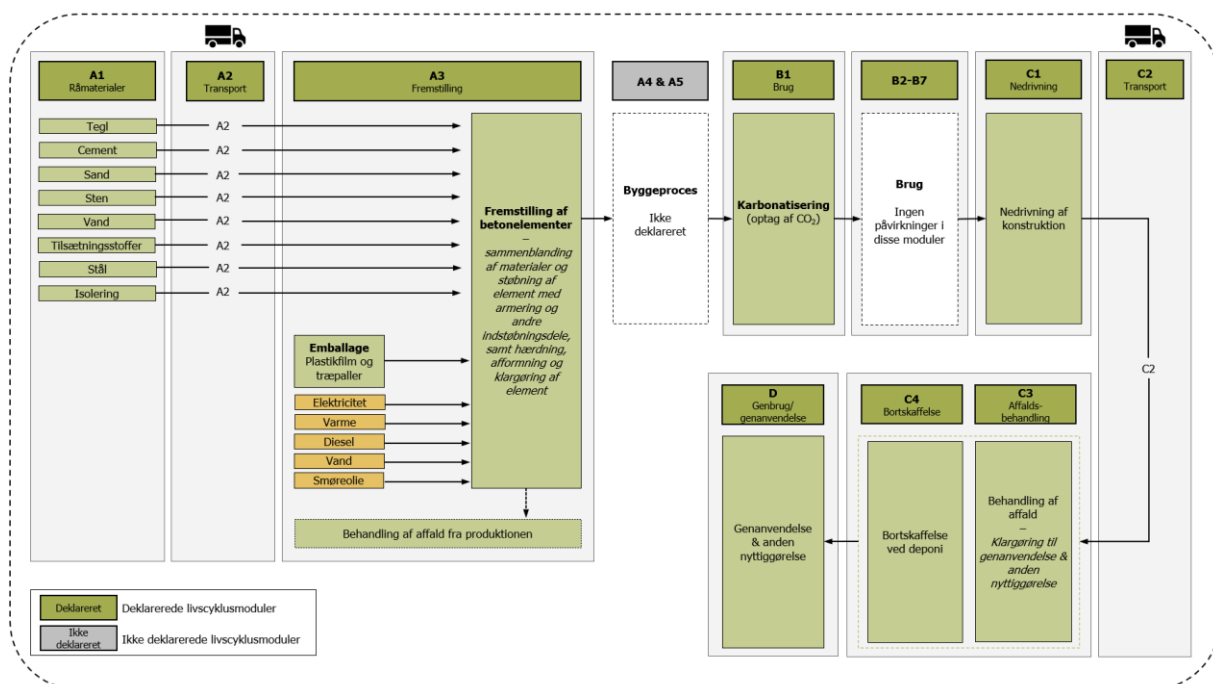 A1
Råmaterialer
A2
Transport
A3
Fremstilling
A4 & A5
B1
Brug
B2-B7
C1
Nedrivning
C2
Transport
Tegl
A2
Cement
A2
Sand
A2
Sten
A2
Vand
A2
Tilsætningsstoffer
A2
Stål
A2
Isolering
A2
Fremstilling af
betonelementer
–
sammenblanding
af materialer og
støbning af
element med
armering og
andre
indstøbningsdele,
samt hærdning,
afformning og
klargøring af
element
Emballage
Plastikfilm og
træpaller
Elektricitet
Varme
Diesel
Vand
Smøreolie
Behandling af affald fra produktionen
Byggeproces
Ikke
deklareret
Karbonatisering
(optag af CO₂)
Brug
Ingen
påvirkninger i
disse moduler
Nedrivning af
konstruktion
C2
D
Genbrug/
genanvendelse
C4
Bortskaffelse
C3
Affalds-
behandling
Genanvendelse
& anden
nyttiggørelse
Bortskaffelse
ved deponi
Behandling af
affald
–
Klargøring til
genanvendelse &
anden
nyttiggørelse
Deklareret
Deklarerede livscyklusmoduler
Ikke
deklareret
Ikke deklarerede livscyklusmoduler